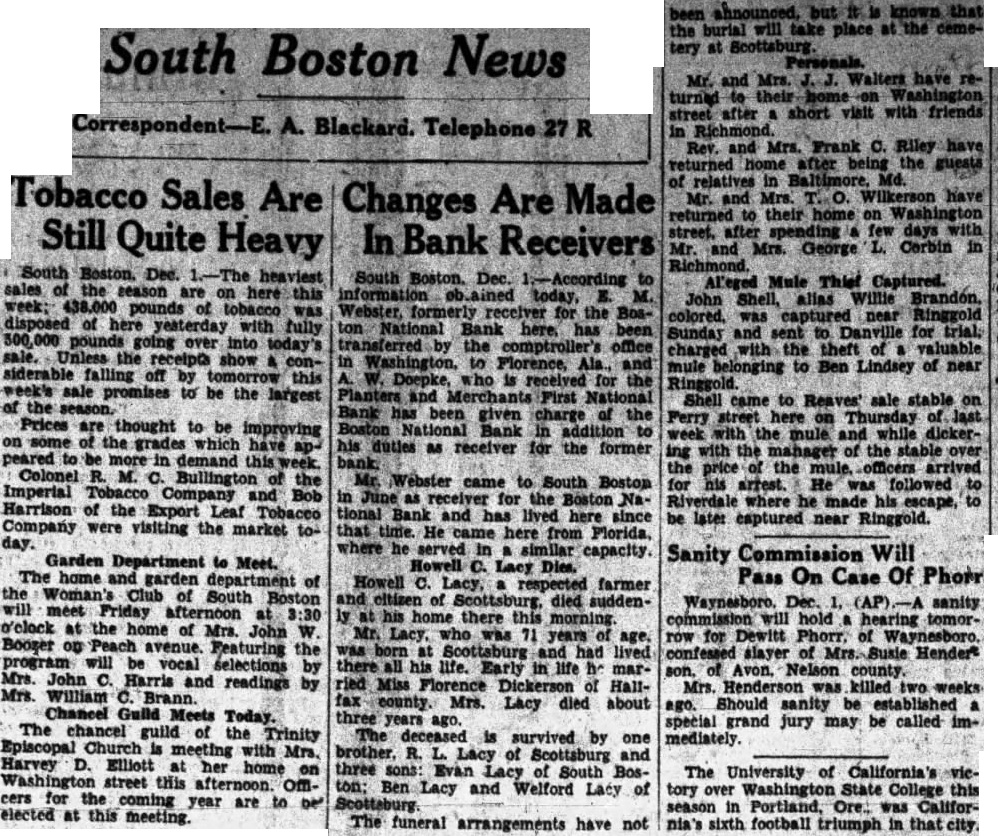 South Boston News
Correspondent—E. A. Blackard. Telephone 27 R
Tobacco Sales Are
Still Quite Heavy
South Boston, Dec. 1.—The heaviest
sales of the season are on here this
week; 438,000 pounds of tobacco was
disposed of here yesterday with fully
500,000 pounds going over into today's
sale. Unless the receipts show a con-
siderable falling off by tomorrow this
week's sale promises to be the largest
of the season.
Prices are thought to be improving
on some of the grades which have ap-
peared to be more in demand this week.
Colonel R. M. C. Bullington of the
Imperial Tobacco Company and Bob
Harrison of the Export Leaf Tobacco
Company were visiting the market to-
day.
Garden Department to Meet.
The home and garden department of
the Woman's Club of South Boston
will meet Friday afternoon at 3:30
o'clock at the home of Mrs. John W.
Booger on Peach avenue. Featuring the
program will be vocal selections by
Mrs. John C. Harris and readings by
Mrs. William C. Brann.
Chancel Guild Meets Today.
The chancel guild of the Trinity
Episcopal Church is meeting with Mrs.
Harvey D. Elliott at her home on
Washington street this afternoon. Offi-
cers for the coming year are to be
elected at this meeting.
Changes Are Made
In Bank Receivers
South Boston, Dec. 1.—According to
information ob.ained today, E. M.
Webster, formerly receiver for the Bos-
ton National Bank here, has been
transferred by the comptroller's office
in Washington, to Florence, Ala., and
A. W. Doepke, who is received for the
Planters and Merchants First National
Bank has been given charge of the
Boston National Bank in addition to
his duties as receiver for the former
bank.
Mr. Webster came to South Boston
in June as receiver for the Boston Na-
tional Bank and has lived here since
that time. He came here from Florida,
where he served in a similar capacity.
Howell C. Lacy Dies.
Howell C. Lacy, a respected farmer
and citizen of Scottsburg, died sudden-
ly at his home there this morning.
Mr. Lacy, who was 71 years of age,
was born at Scottsburg and had lived
there all his life. Early in life he mar-
ried Miss Florence Dickerson of Hali-
fax county. Mrs. Lacy died about
three years ago.
The deceased is survived by one
brother, R. L. Lacy of Scottsburg and
three sons: Evan Lacy of South Bos-
ton; Ben Lacy and Welford Lacy of
Scottsburg.
The funeral arrangements have not
been announced, but it is known that
the burial will take place at the ceme-
tery at Scottsburg.
Personals.
Mr. and Mrs. J. J. Walters have re-
turned to their home on Washington
street after a short visit with friends
in Richmond.
Rev. and Mrs. Frank C. Riley have
returned home after being the guests
of relatives in Baltimore, Md.
Mr. and Mrs. T. O. Wilkerson have
returned to their home on Washington
street, after spending a few days with
Mr. and Mrs. George L. Corbin in
Richmond.
Al'eged Mule Thief Captured.
John Shell, alias Willie Brandon,
colored, was captured near Ringgold
Sunday and sent to Danville for trial,
charged with the theft of a valuable
mule belonging to Ben Lindsey of near
Ringgold.
Shell came to Reaves' sale stable on
Ferry street here on Thursday of last
week with the mule and while dicker-
ing with the manager of the stable over
the price of the mule, officers arrived
for his arrest. He was followed to
Riverdale where he made his escape, to
be later captured near Ringgold.
Sanity Commission Will
Pass On Case Of Phorr
Waynesboro, Dec. 1, (AP).—A sanity
commission will hold a hearing tomor-
row for Dewitt Phorr, of Waynesboro,
confessed slayer of Mrs. Susie Hender-
son, of Avon, Nelson county.
Mrs. Henderson was killed two weeks
ago. Should sanity be established a
special grand jury may be called im-
mediately.
The University of California's vic-
tory over Washington State College this
season in Portland, Ore., was Califor-
nia's sixth football triumph in that city.